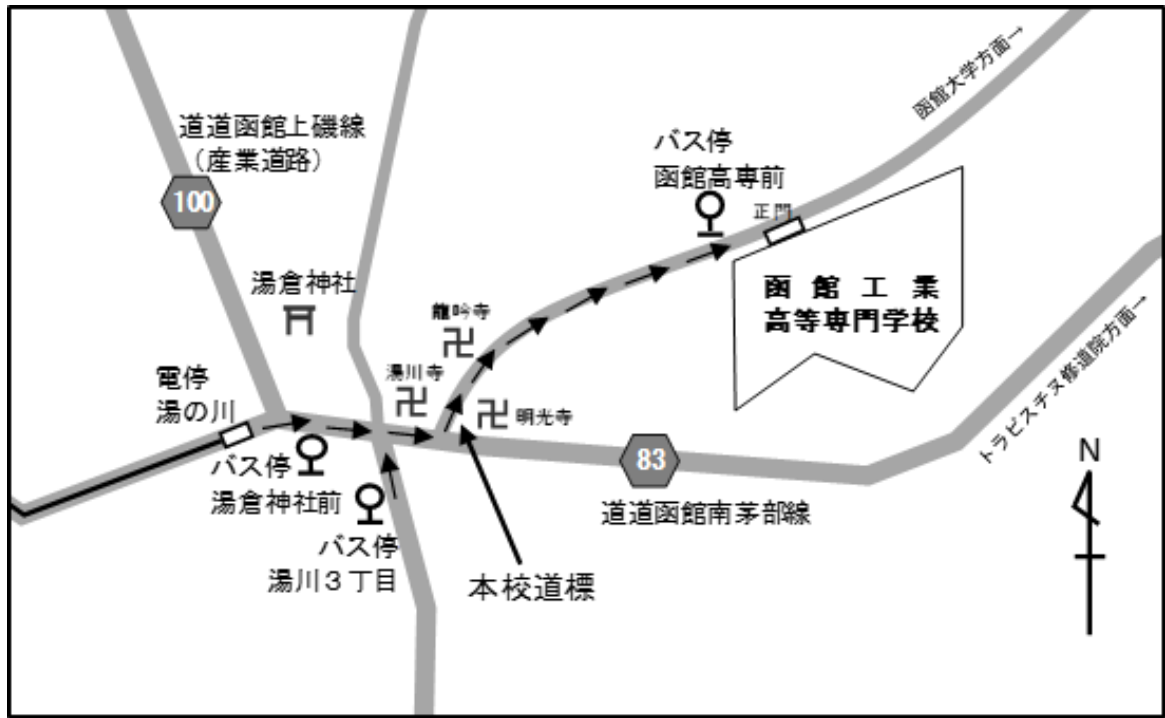 函館大学方面→
道道函館上磯線
（産業道路）
100
バス停
函館高専前
正門
函館工業
高等専門学校
湯倉神社
龍吟寺
湯川寺
明光寺
電停
湯の川
バス停
湯倉神社前
バス停
湯川３丁目
83
道道函館南茅部線
トラピスチヌ修道院方面→
本校道標
N